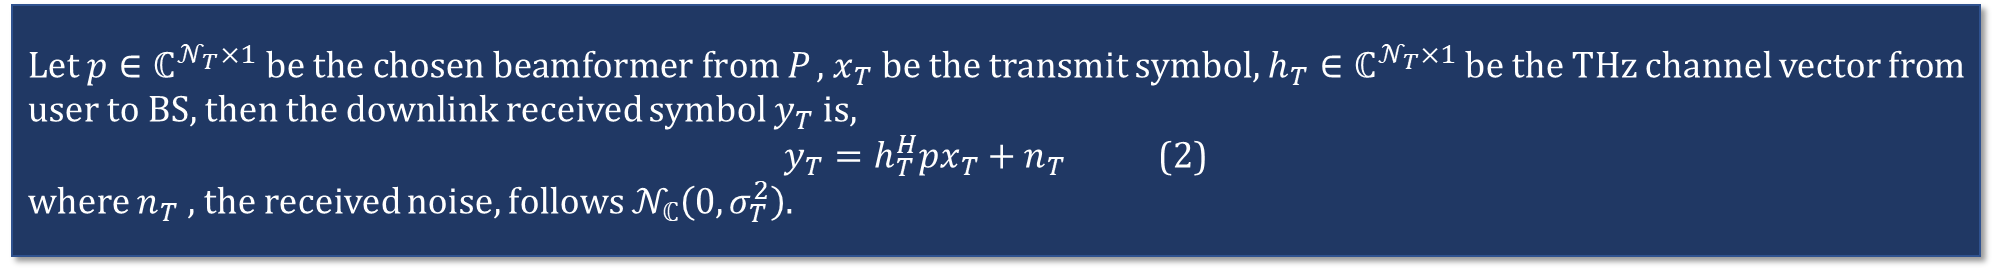 Let p ∈ ℂ^{𝒩_T×1} be the chosen beamformer from P , x_T be the transmit symbol, h_T ∈ ℂ^{𝒩_T×1} be the THz channel vector from
user to BS, then the downlink received symbol y_T is,
y_T = h_T^H p x_T + n_T (2)
where n_T , the received noise, follows 𝒩_ℂ(0, σ_T^2).